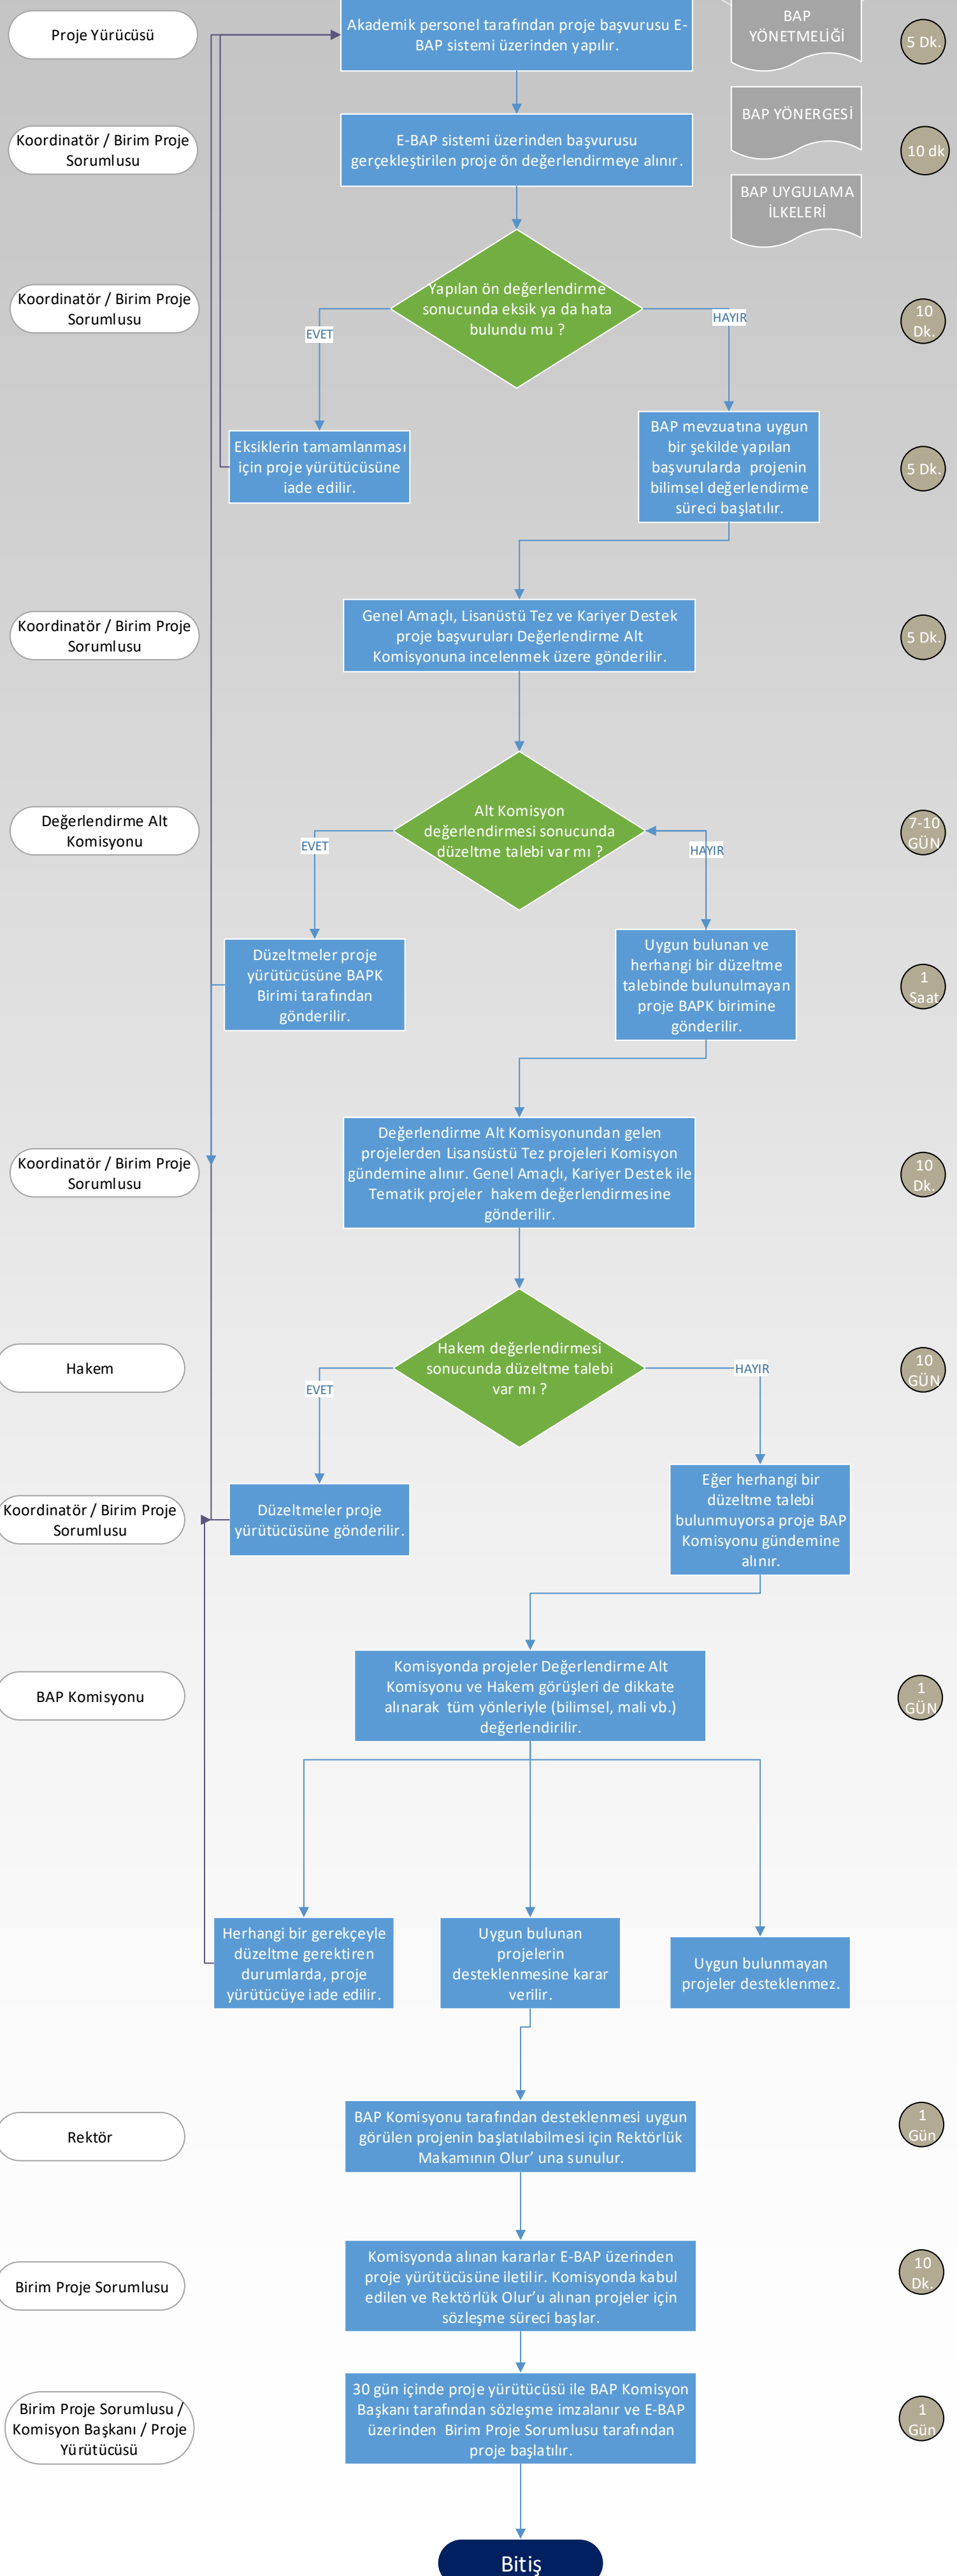 Proje Yürücüsü
Akademik personel tarafından proje başvurusu E-
BAP sistemi üzerinden yapılır.
BAP
YÖNETMELİĞİ
5 Dk.
Koordinatör / Birim Proje
Sorumlusu
E-BAP sistemi üzerinden başvurusu
gerçekleştirilen proje ön değerlendirmeye alınır.
BAP YÖNERGESİ
10 dk
BAP UYGULAMA
İLKELERİ
Koordinatör / Birim Proje
Sorumlusu
Yapılan ön değerlendirme
sonucunda eksik ya da hata
bulundu mu ?
EVET
HAYIR
10
Dk.
Eksiklerin tamamlanması
için proje yürütücüsüne
iade edilir.
BAP mevzuatına uygun
bir şekilde yapılan
başvurularda projenin
bilimsel değerlendirme
süreci başlatılır.
5 Dk.
Koordinatör / Birim Proje
Sorumlusu
Genel Amaçlı, Lisanüstü Tez ve Kariyer Destek
proje başvuruları Değerlendirme Alt
Komisyonuna incelenmek üzere gönderilir.
5 Dk.
Değerlendirme Alt
Komisyonu
Alt Komisyon
değerlendirmesi sonucunda
düzeltme talebi var mı ?
EVET
HAYIR
7-10
GÜN
Düzeltmeler proje
yürütücüsüne BAPK
Birimi tarafından
gönderilir.
Uygun bulunan ve
herhangi bir düzeltme
talebinde bulunulmayan
proje BAPK birimine
gönderilir.
1
Saat
Koordinatör / Birim Proje
Sorumlusu
Değerlendirme Alt Komisyonundan gelen
projelerden Lisansüstü Tez projeleri Komisyon
gündemine alınır. Genel Amaçlı, Kariyer Destek ile
Tematik projeler hakem değerlendirmesine
gönderilir.
10
Dk.
Hakem
Hakem değerlendirmesi
sonucunda düzeltme talebi
var mı ?
EVET
HAYIR
10
GÜN
Koordinatör / Birim Proje
Sorumlusu
Düzeltmeler proje
yürütücüsüne gönderilir.
Eğer herhangi bir
düzeltme talebi
bulunmuyorsa proje BAP
Komisyonu gündemine
alınır.
BAP Komisyonu
Komisyonda projeler Değerlendirme Alt
Komisyonu ve Hakem görüşleri de dikkate
alınarak tüm yönleriyle (bilimsel, mali vb.)
değerlendirilir.
1
GÜN
Herhangi bir gerekçeyle
düzeltme gerektiren
durumlarda, proje
yürütücüye iade edilir.
Uygun bulunan
projelerin
desteklenmesine karar
verilir.
Uygun bulunmayan
projeler desteklenmez.
Rektör
BAP Komisyonu tarafından desteklenmesi uygun
görülen projenin başlatılabilmesi için Rektörlük
Makamının Olur’ una sunulur.
1
Gün
Birim Proje Sorumlusu
Komisyonda alınan kararlar E-BAP üzerinden
proje yürütücüsüne iletilir. Komisyonda kabul
edilen ve Rektörlük Olur’u alınan projeler için
sözleşme süreci başlar.
10
Dk.
Birim Proje Sorumlusu /
Komisyon Başkanı / Proje
Yürütücüsü
30 gün içinde proje yürütücüsü ile BAP Komisyon
Başkanı tarafından sözleşme imzalanır ve E-BAP
üzerinden Birim Proje Sorumlusu tarafından
proje başlatılır.
1
Gün
Bitiş